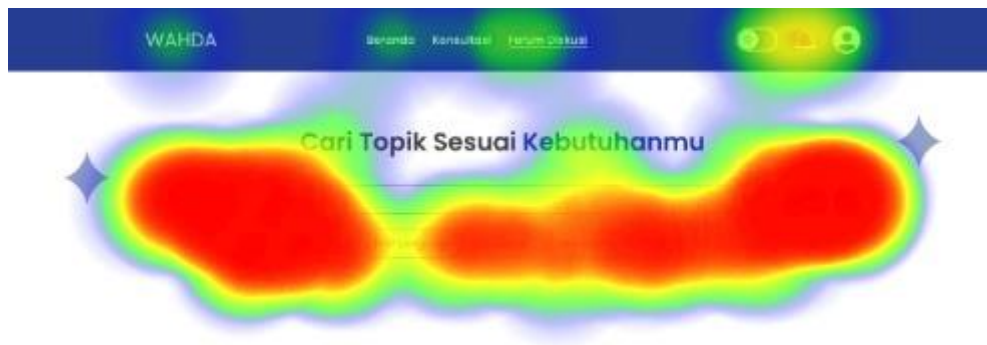 WAHDA
Beranda Konsultasi Forum Diskusi
Cari Topik Sesuai Kebutuhanmu